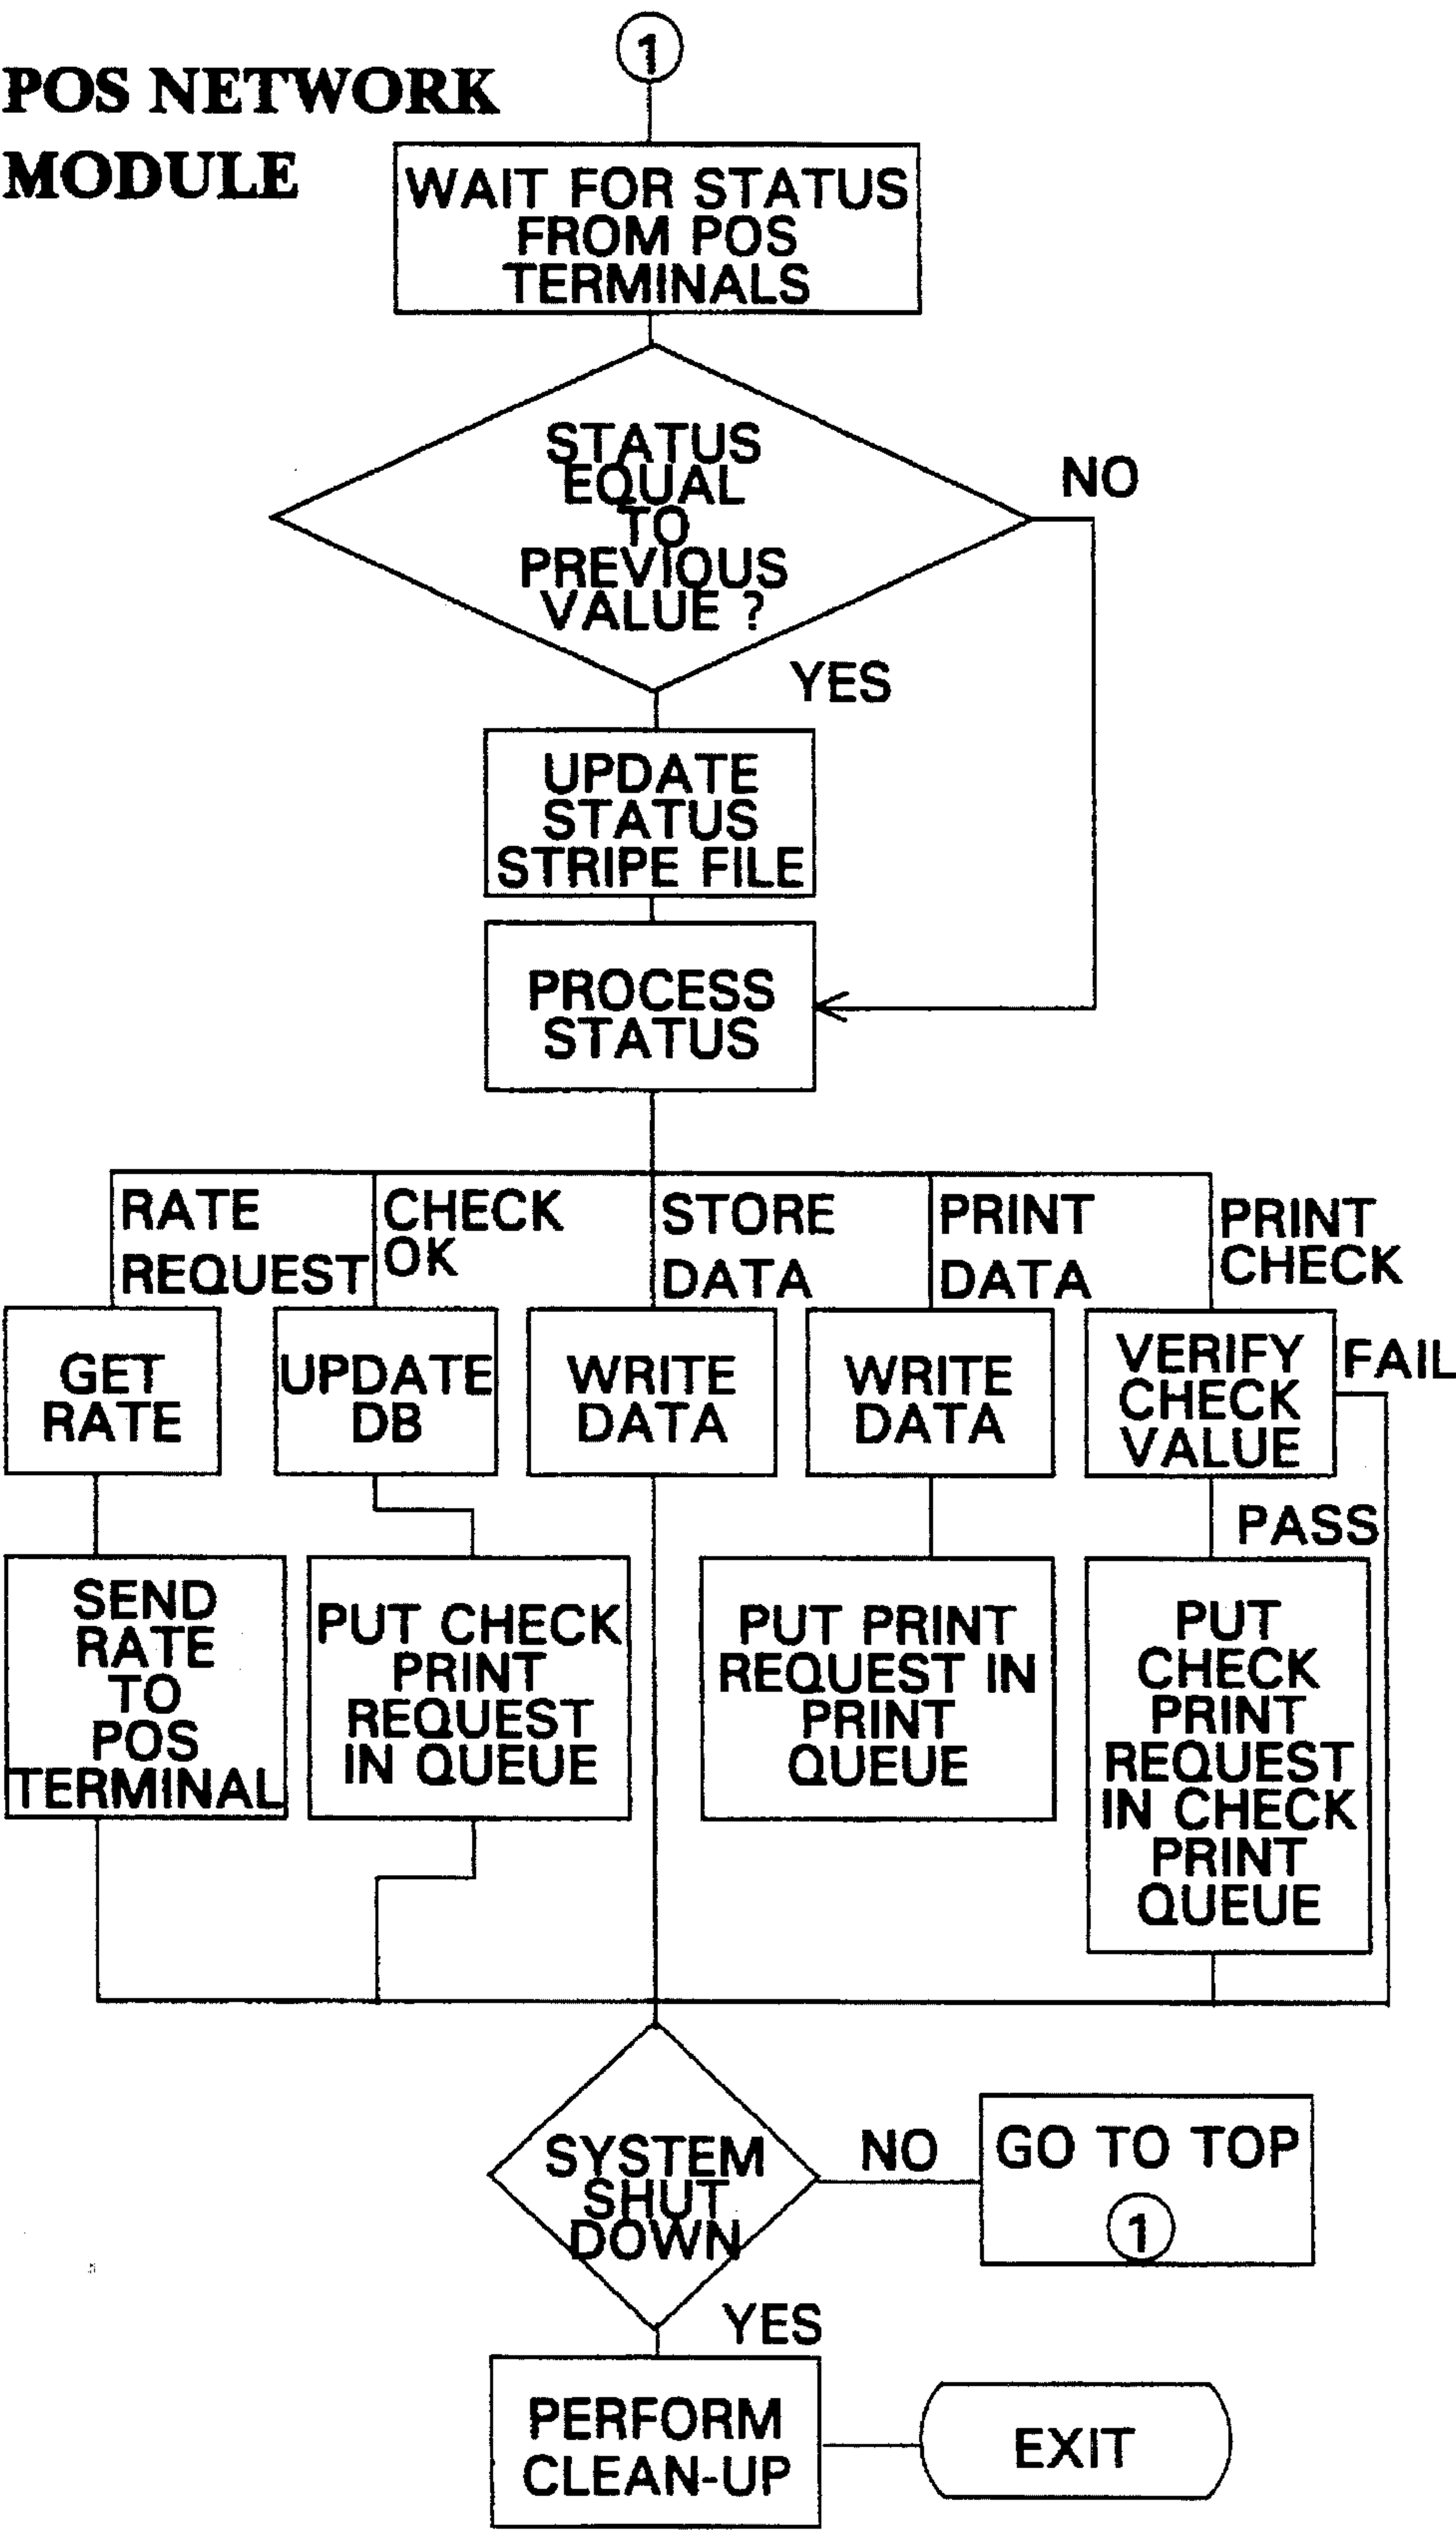 1
POS NETWORK
MODULE
WAIT FOR STATUS
FROM POS
TERMINALS
STATUS
EQUAL
TO
PREVIOUS
VALUE ?
NO
YES
UPDATE
STATUS
STRIPE FILE
PROCESS
STATUS
RATE
REQUEST
CHECK
OK
STORE
DATA
PRINT
DATA
PRINT
CHECK
GET
RATE
UPDATE
DB
WRITE
DATA
WRITE
DATA
VERIFY
CHECK
VALUE
FAIL
PASS
SEND
RATE
TO
POS
TERMINAL
PUT CHECK
PRINT
REQUEST
IN QUEUE
PUT PRINT
REQUEST IN
PRINT
QUEUE
PUT
CHECK
PRINT
REQUEST
IN CHECK
PRINT
QUEUE
SYSTEM
SHUT
DOWN
NO
GO TO TOP
1
YES
PERFORM
CLEAN-UP
EXIT